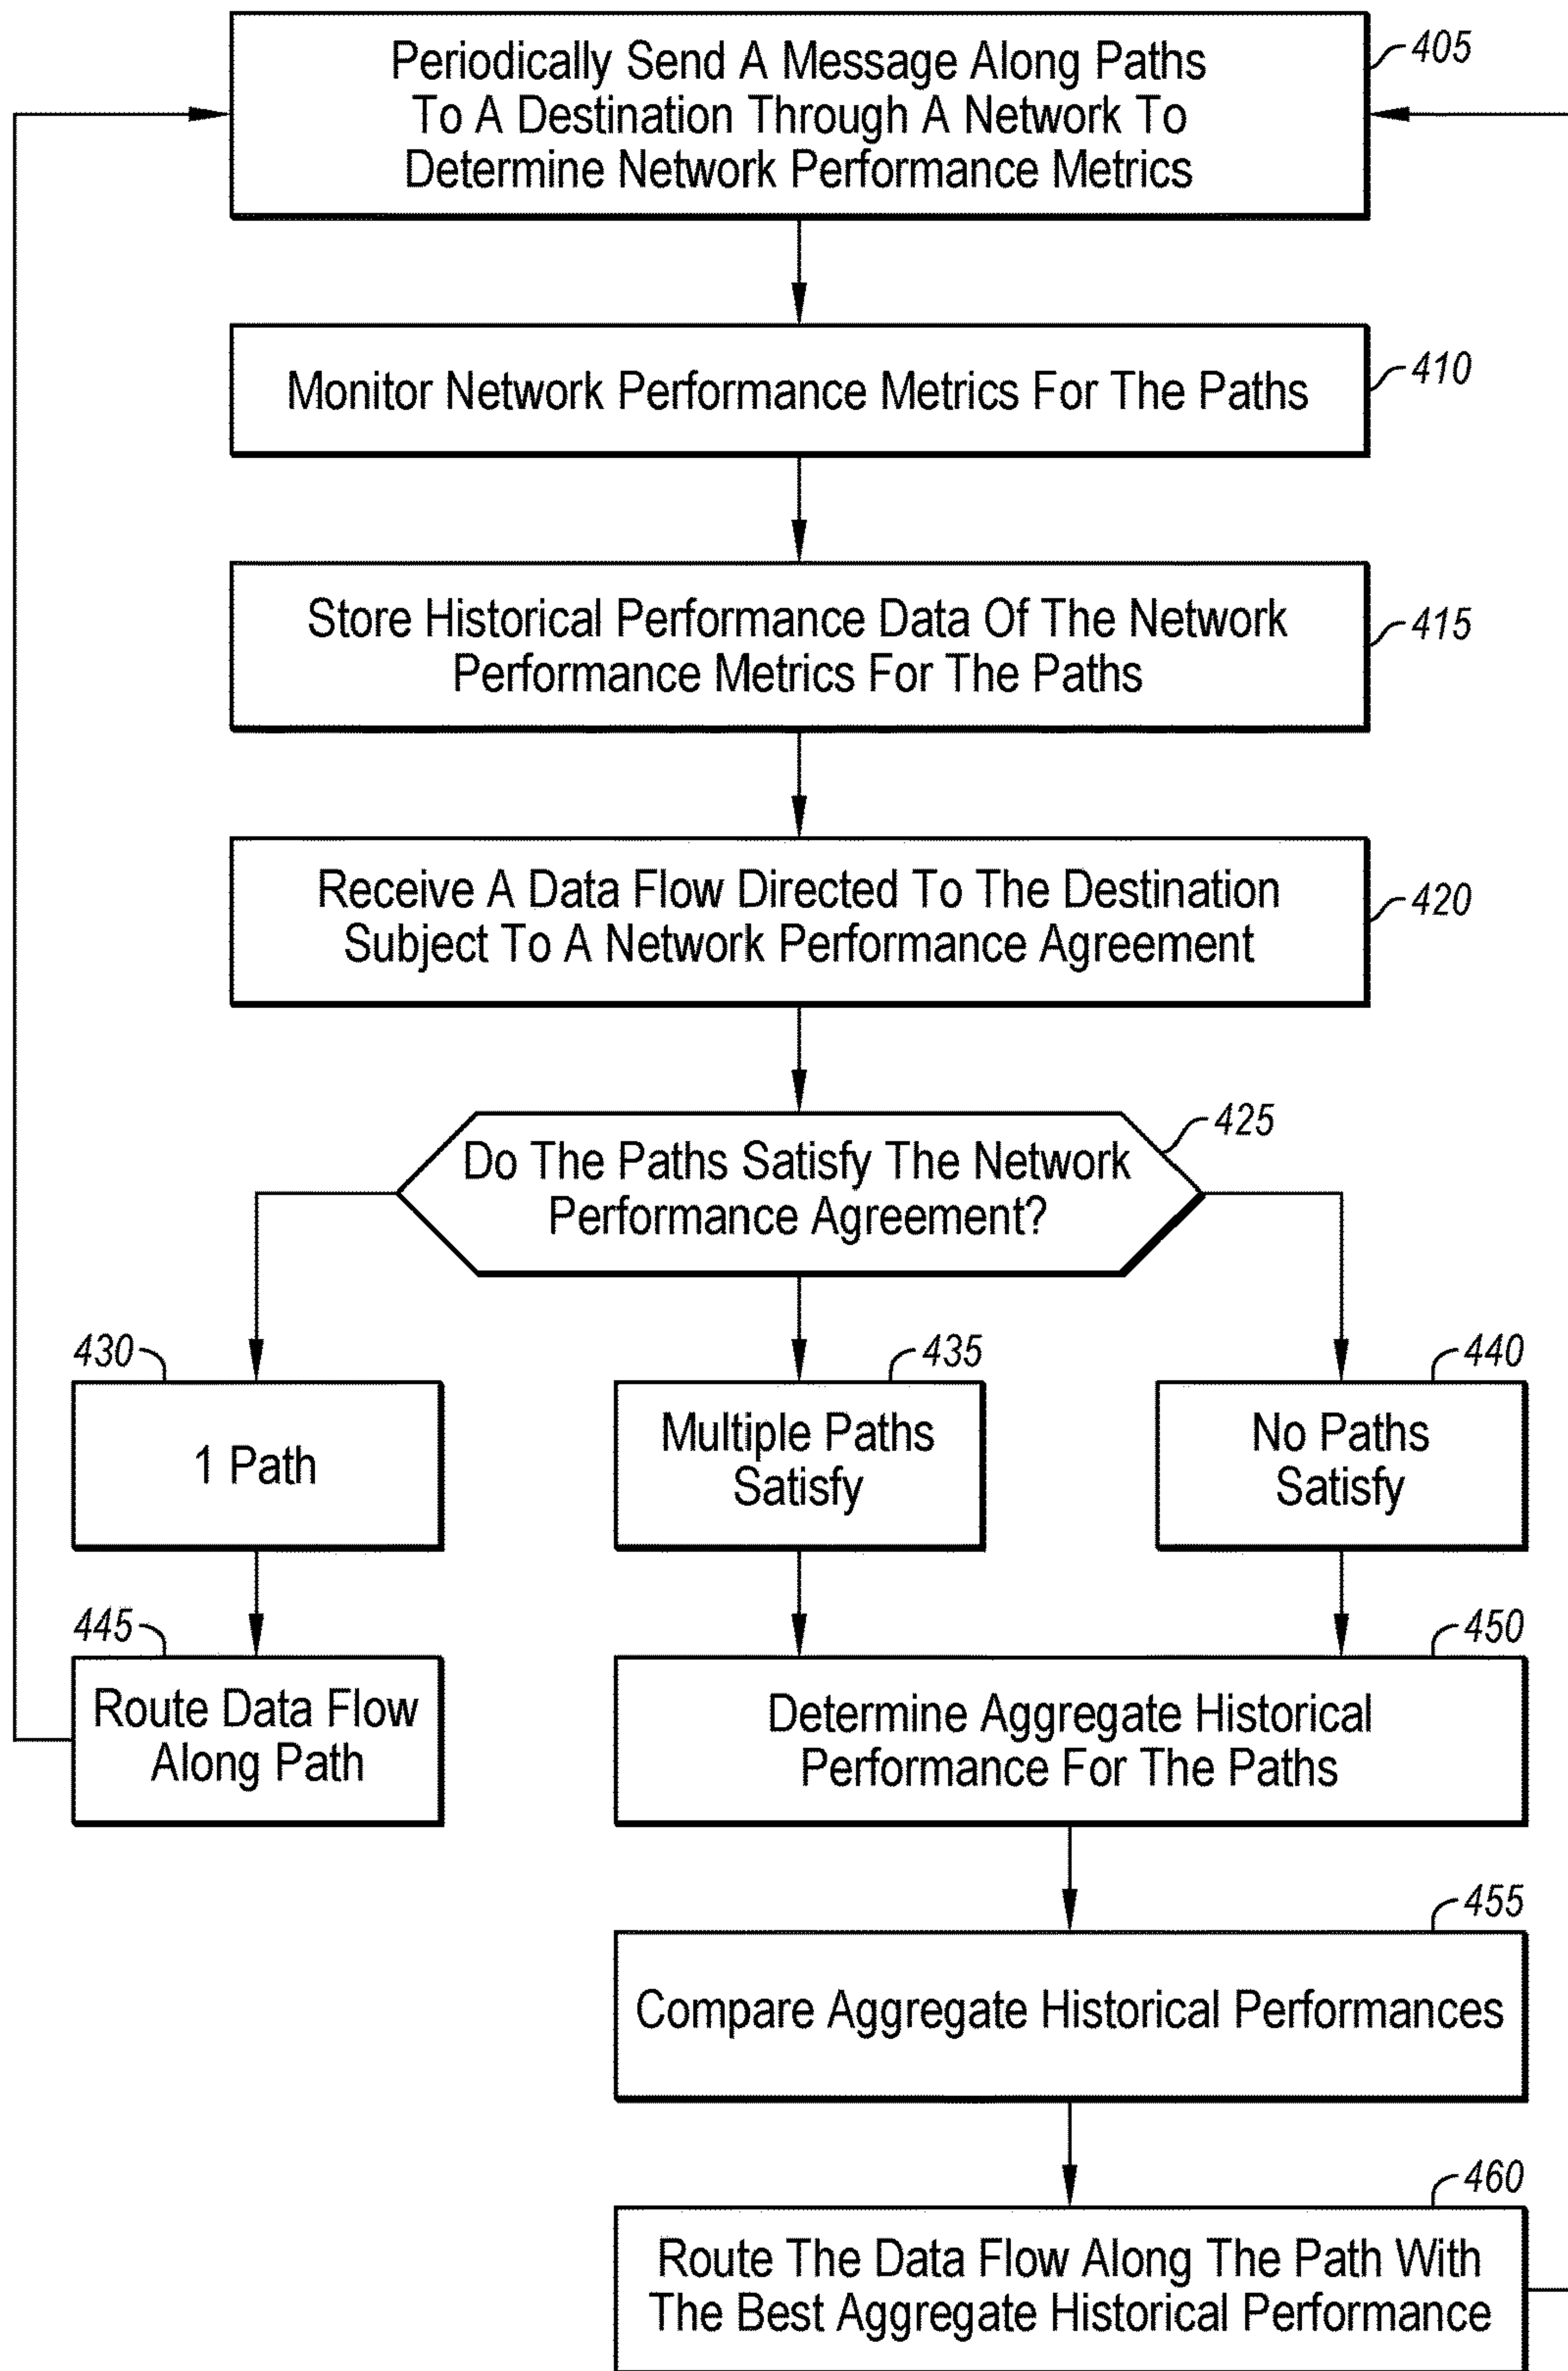 Periodically Send A Message Along Paths
To A Destination Through A Network To
Determine Network Performance Metrics
405
Monitor Network Performance Metrics For The Paths
410
Store Historical Performance Data Of The Network
Performance Metrics For The Paths
415
Receive A Data Flow Directed To The Destination
Subject To A Network Performance Agreement
420
Do The Paths Satisfy The Network
Performance Agreement?
425
430
1 Path
435
Multiple Paths
Satisfy
440
No Paths
Satisfy
445
Route Data Flow
Along Path
450
Determine Aggregate Historical
Performance For The Paths
455
Compare Aggregate Historical Performances
460
Route The Data Flow Along The Path With
The Best Aggregate Historical Performance